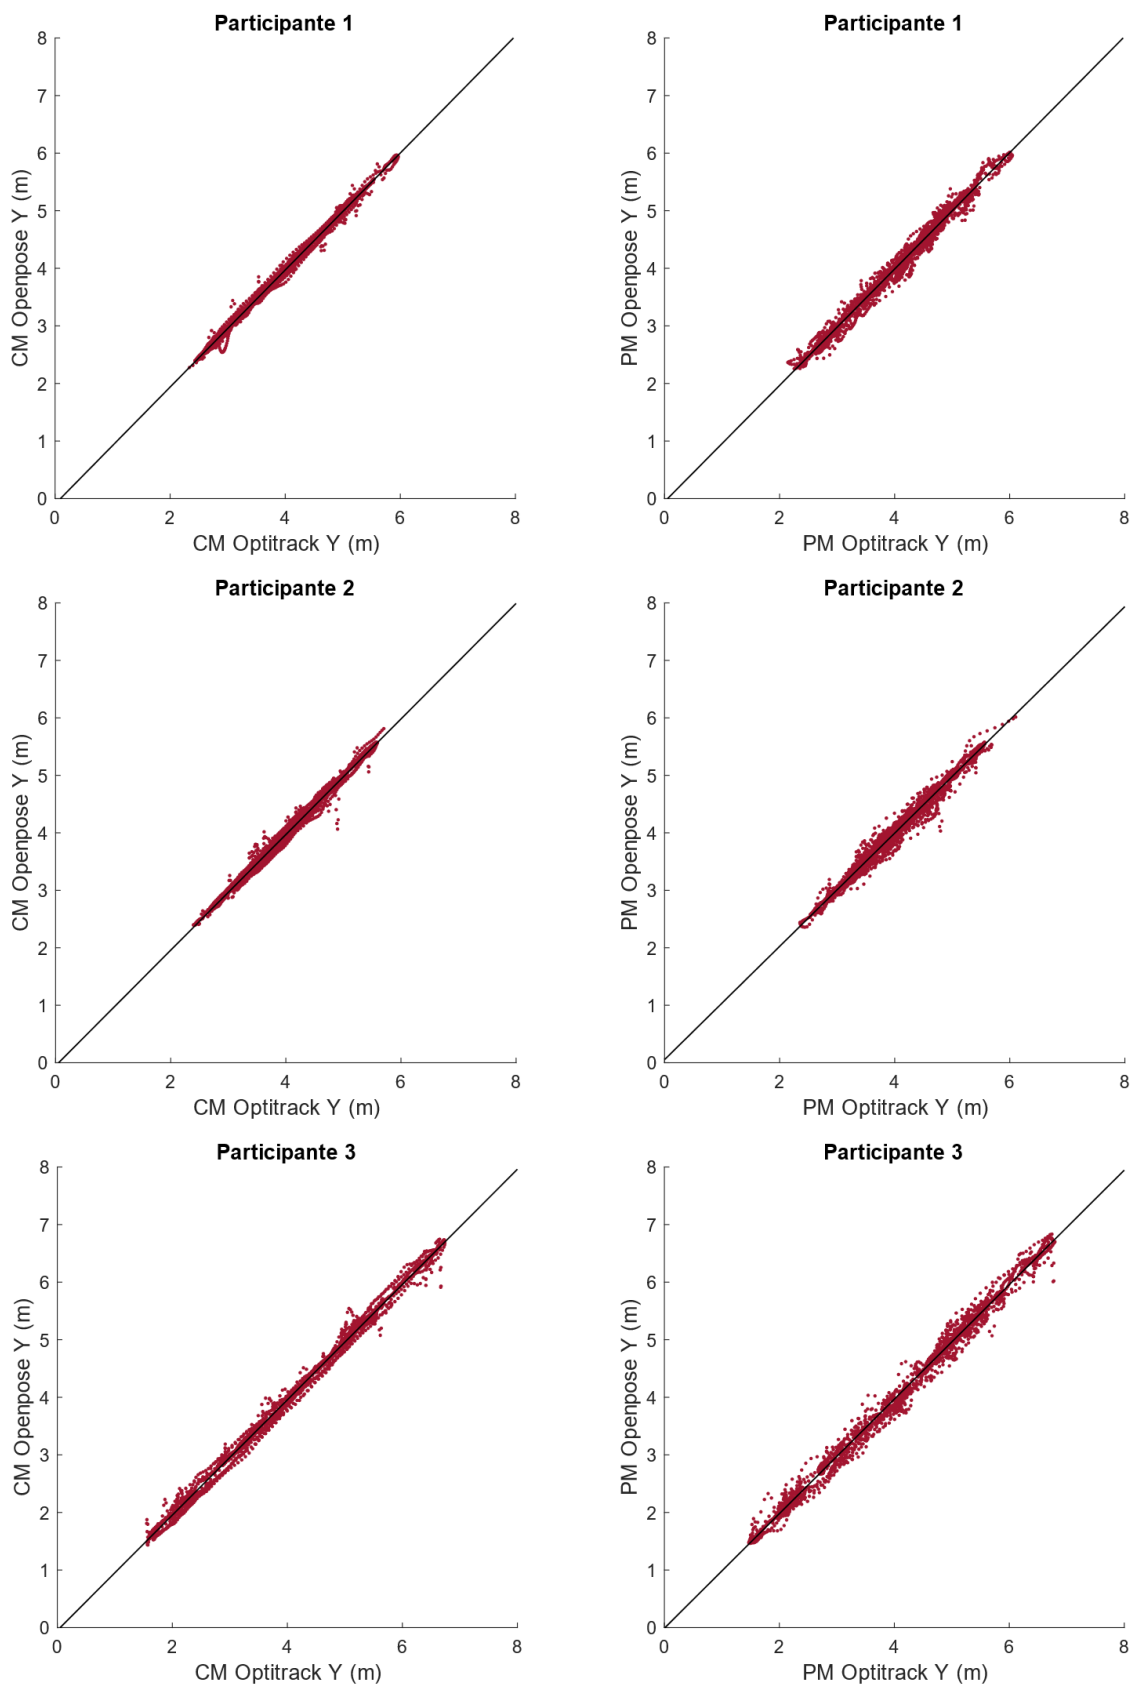 Participante 1
8
7
6
5
4
3
2
1
0
CM Openpose Y (m)
0 2 4 6 8
CM Optitrack Y (m)
Participante 1
8
7
6
5
4
3
2
1
0
PM Openpose Y (m)
0 2 4 6 8
PM Optitrack Y (m)
Participante 2
8
7
6
5
4
3
2
1
0
CM Openpose Y (m)
0 2 4 6 8
CM Optitrack Y (m)
Participante 2
8
7
6
5
4
3
2
1
0
PM Openpose Y (m)
0 2 4 6 8
PM Optitrack Y (m)
Participante 3
8
7
6
5
4
3
2
1
0
CM Openpose Y (m)
0 2 4 6 8
CM Optitrack Y (m)
Participante 3
8
7
6
5
4
3
2
1
0
PM Openpose Y (m)
0 2 4 6 8
PM Optitrack Y (m)